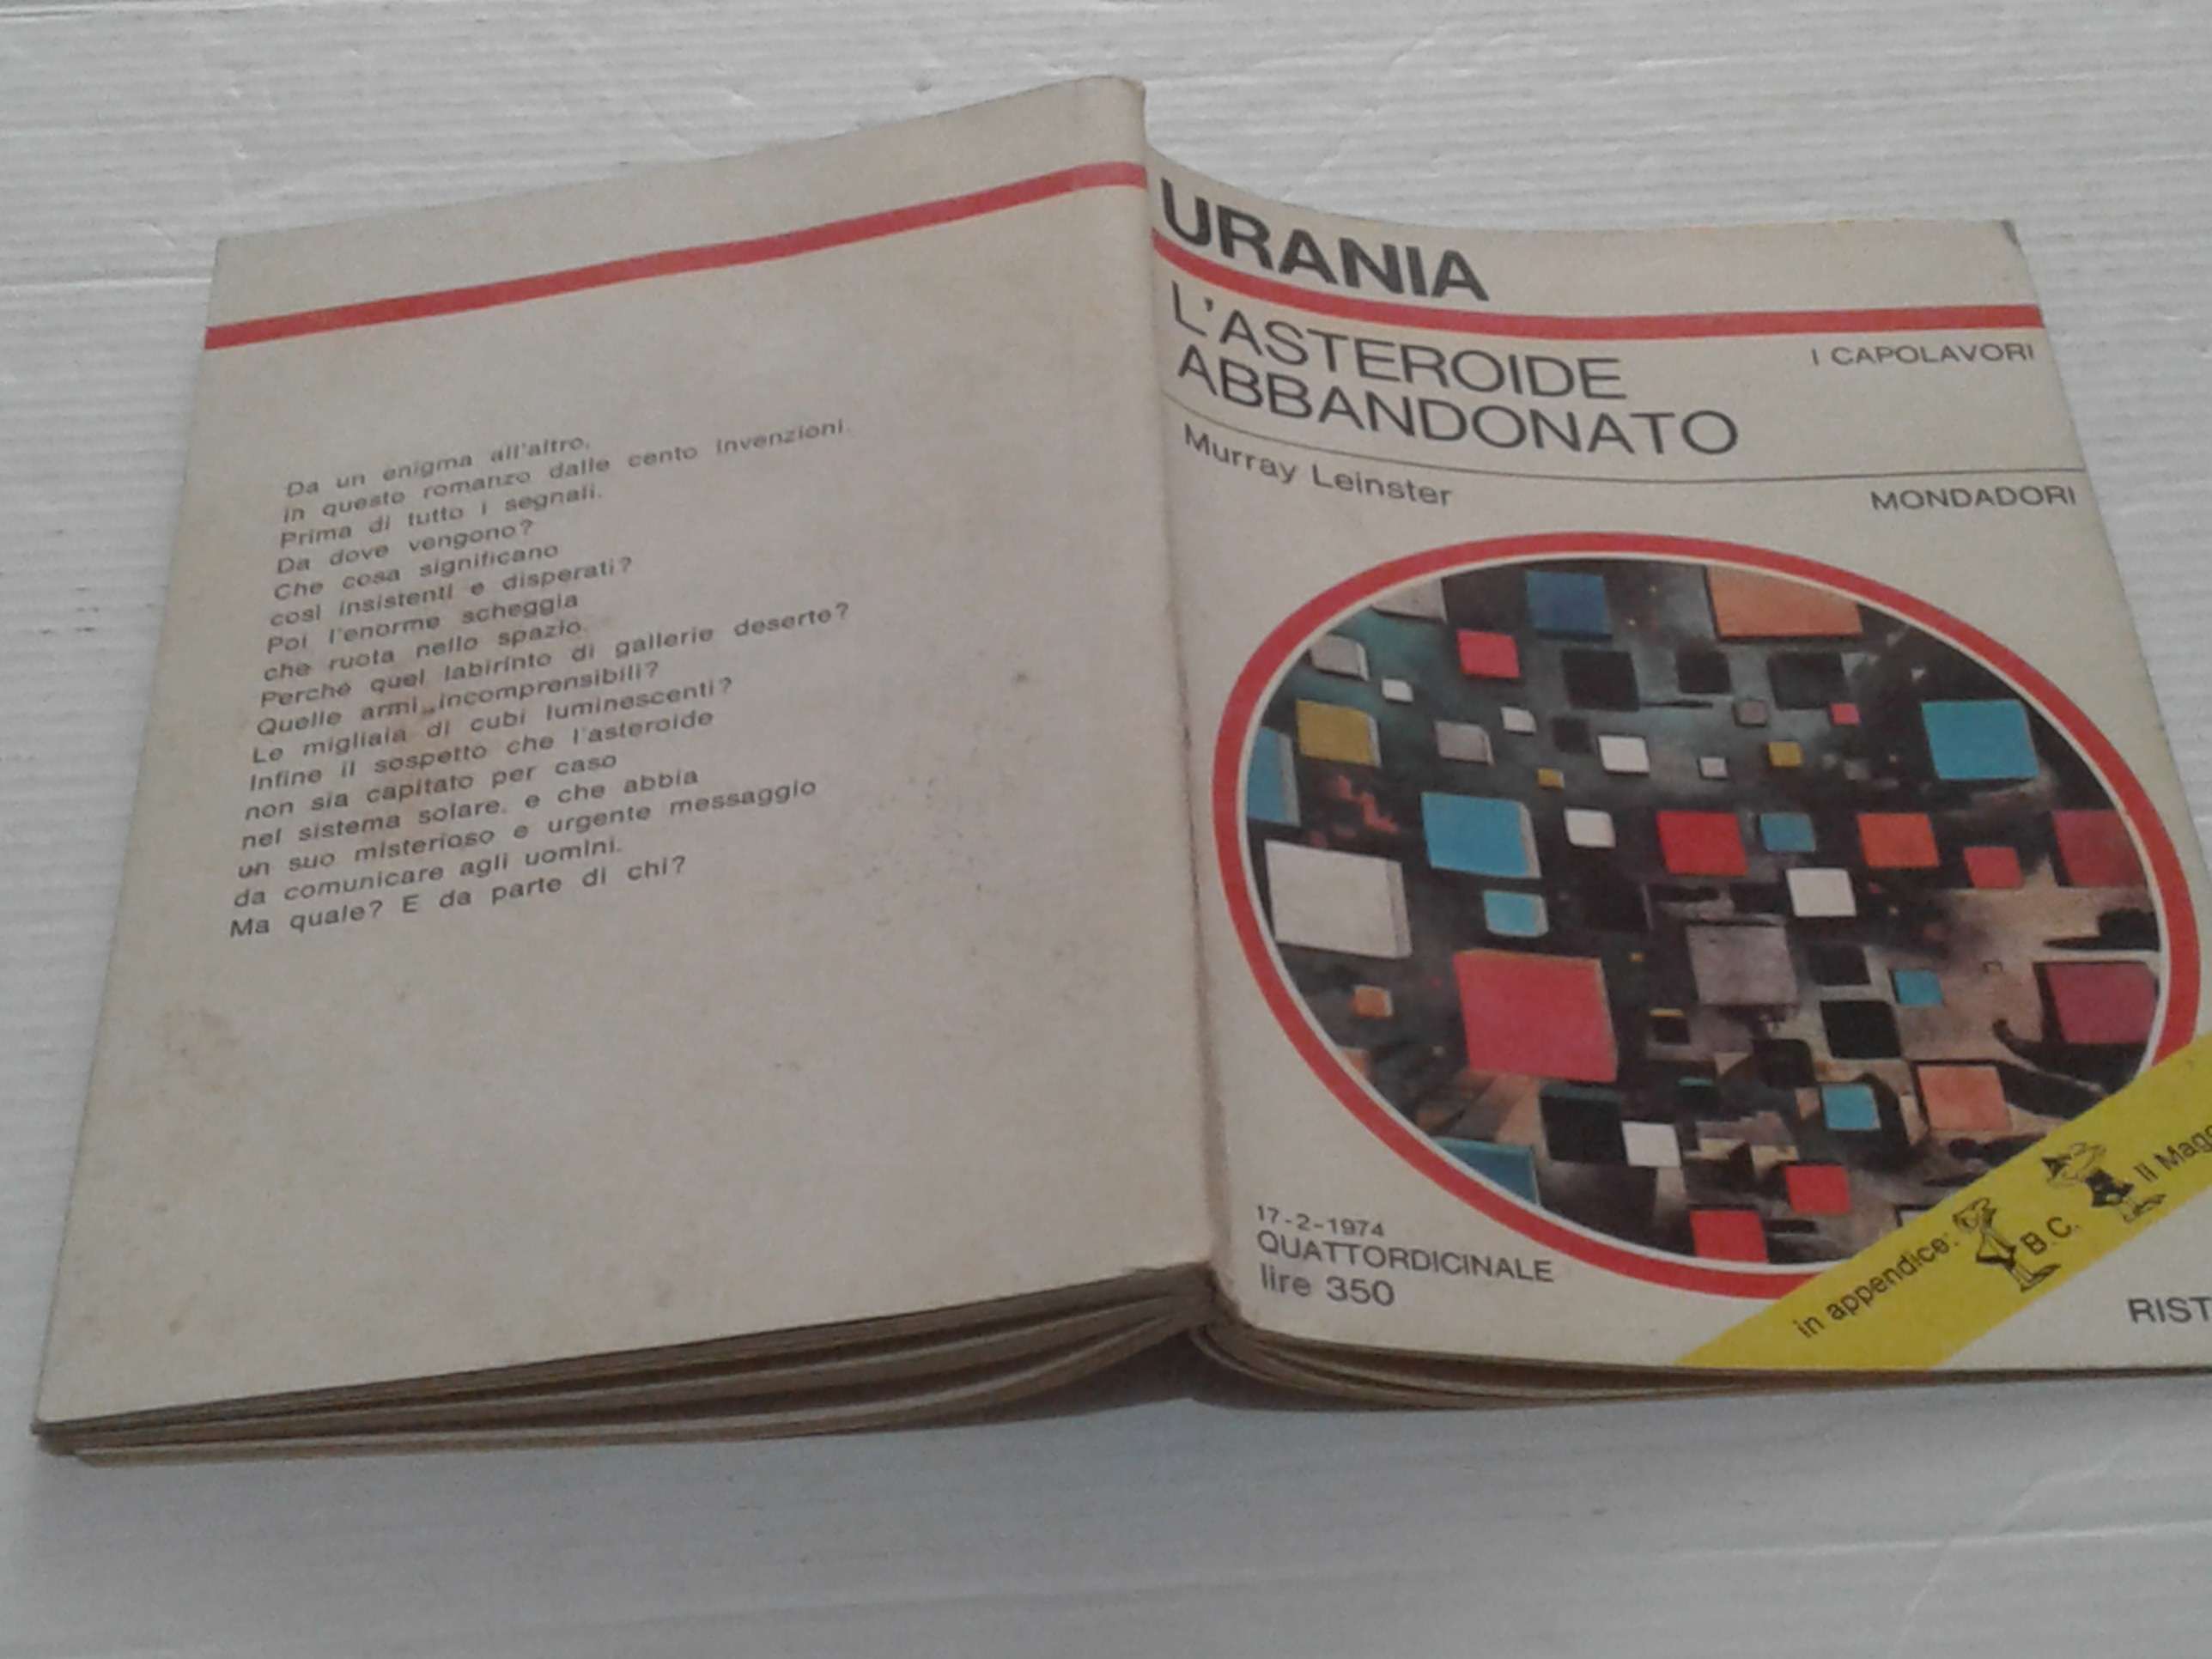 Da un enigma all'altro,
in questo romanzo dalle cento invenzioni.
Prima di tutto i segnali.
Da dove vengono?
Che cosa significano
così insistenti e disperati?
Poi l'enorme scheggia
che ruota nello spazio.
Perché quel labirinto di gallerie deserte?
Quelle armi incomprensibili?
Le migliaia di cubi luminescenti?
Infine il sospetto che l'asteroide
non sia capitato per caso
nel sistema solare, e che abbia
un suo misterioso e urgente messaggio
da comunicare agli uomini.
Ma quale? E da parte di chi?
URANIA
L'ASTEROIDE
ABBANDONATO
I CAPOLAVORI
Murray Leinster
MONDADORI
17-2-1974
QUATTORDICINALE
lire 350
in appendice: B.C. Il Mago
RIST